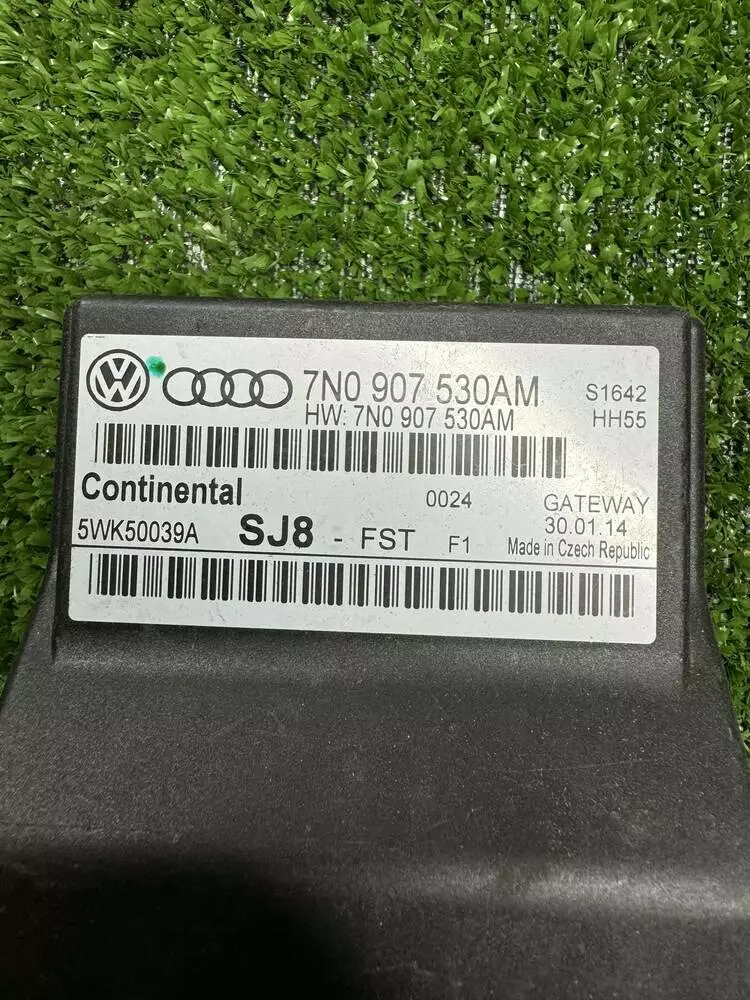 7N0 907 530AM S1642
HW: 7N0 907 530AM HH55
Continental 0024 GATEWAY
30.01.14
5WK50039A SJ8 - FST F1 Made in Czech Republic